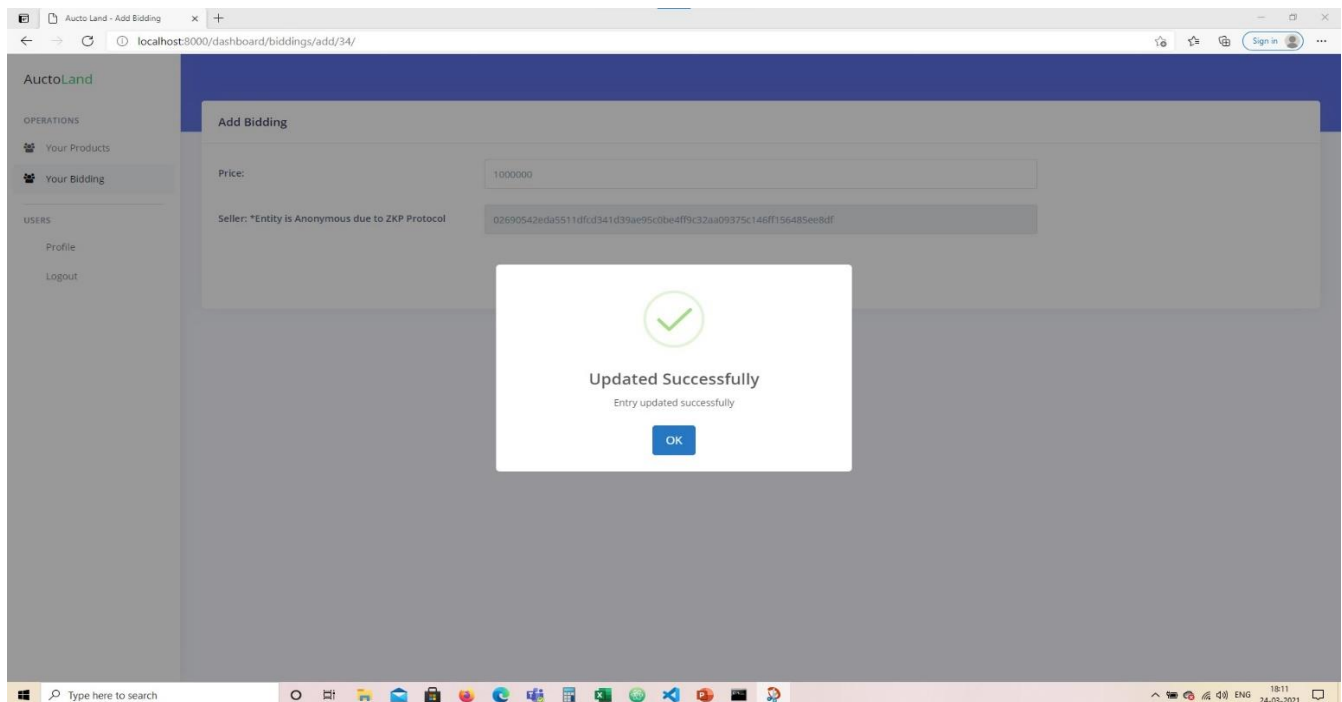 Aucto Land - Add Bidding
localhost:8000/dashboard/biddings/add/34/
Sign in
AuctoLand
OPERATIONS
Your Products
Your Bidding
USERS
Profile
Logout
Add Bidding
Price:
1000000
Seller: *Entity is Anonymous due to ZKP Protocol
02690542eda5511dfcd341d39ae95c0be4ff9c32aa09375c146ff156485ee8df
Updated Successfully
Entry updated successfully
OK
Type here to search
ENG
18:11
24-03-2021